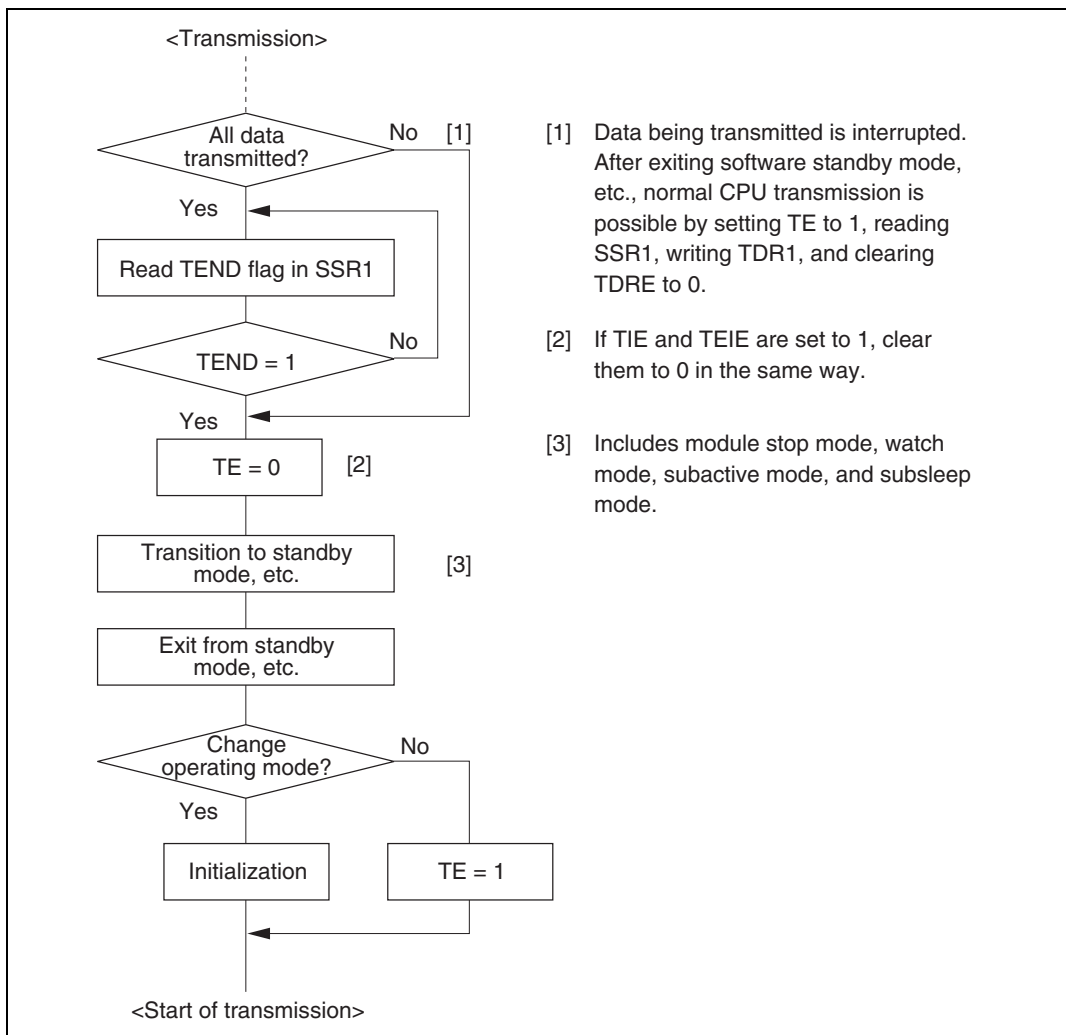 <Transmission>
All data
transmitted?
No
[1]
Yes
Read TEND flag in SSR1
TEND = 1
No
Yes
TE = 0
[2]
Transition to standby
mode, etc.
[3]
Exit from standby
mode, etc.
Change
operating mode?
No
Yes
Initialization
TE = 1
<Start of transmission>
[1] Data being transmitted is interrupted.
After exiting software standby mode,
etc., normal CPU transmission is
possible by setting TE to 1, reading
SSR1, writing TDR1, and clearing
TDRE to 0.
[2] If TIE and TEIE are set to 1, clear
them to 0 in the same way.
[3] Includes module stop mode, watch
mode, subactive mode, and subsleep
mode.